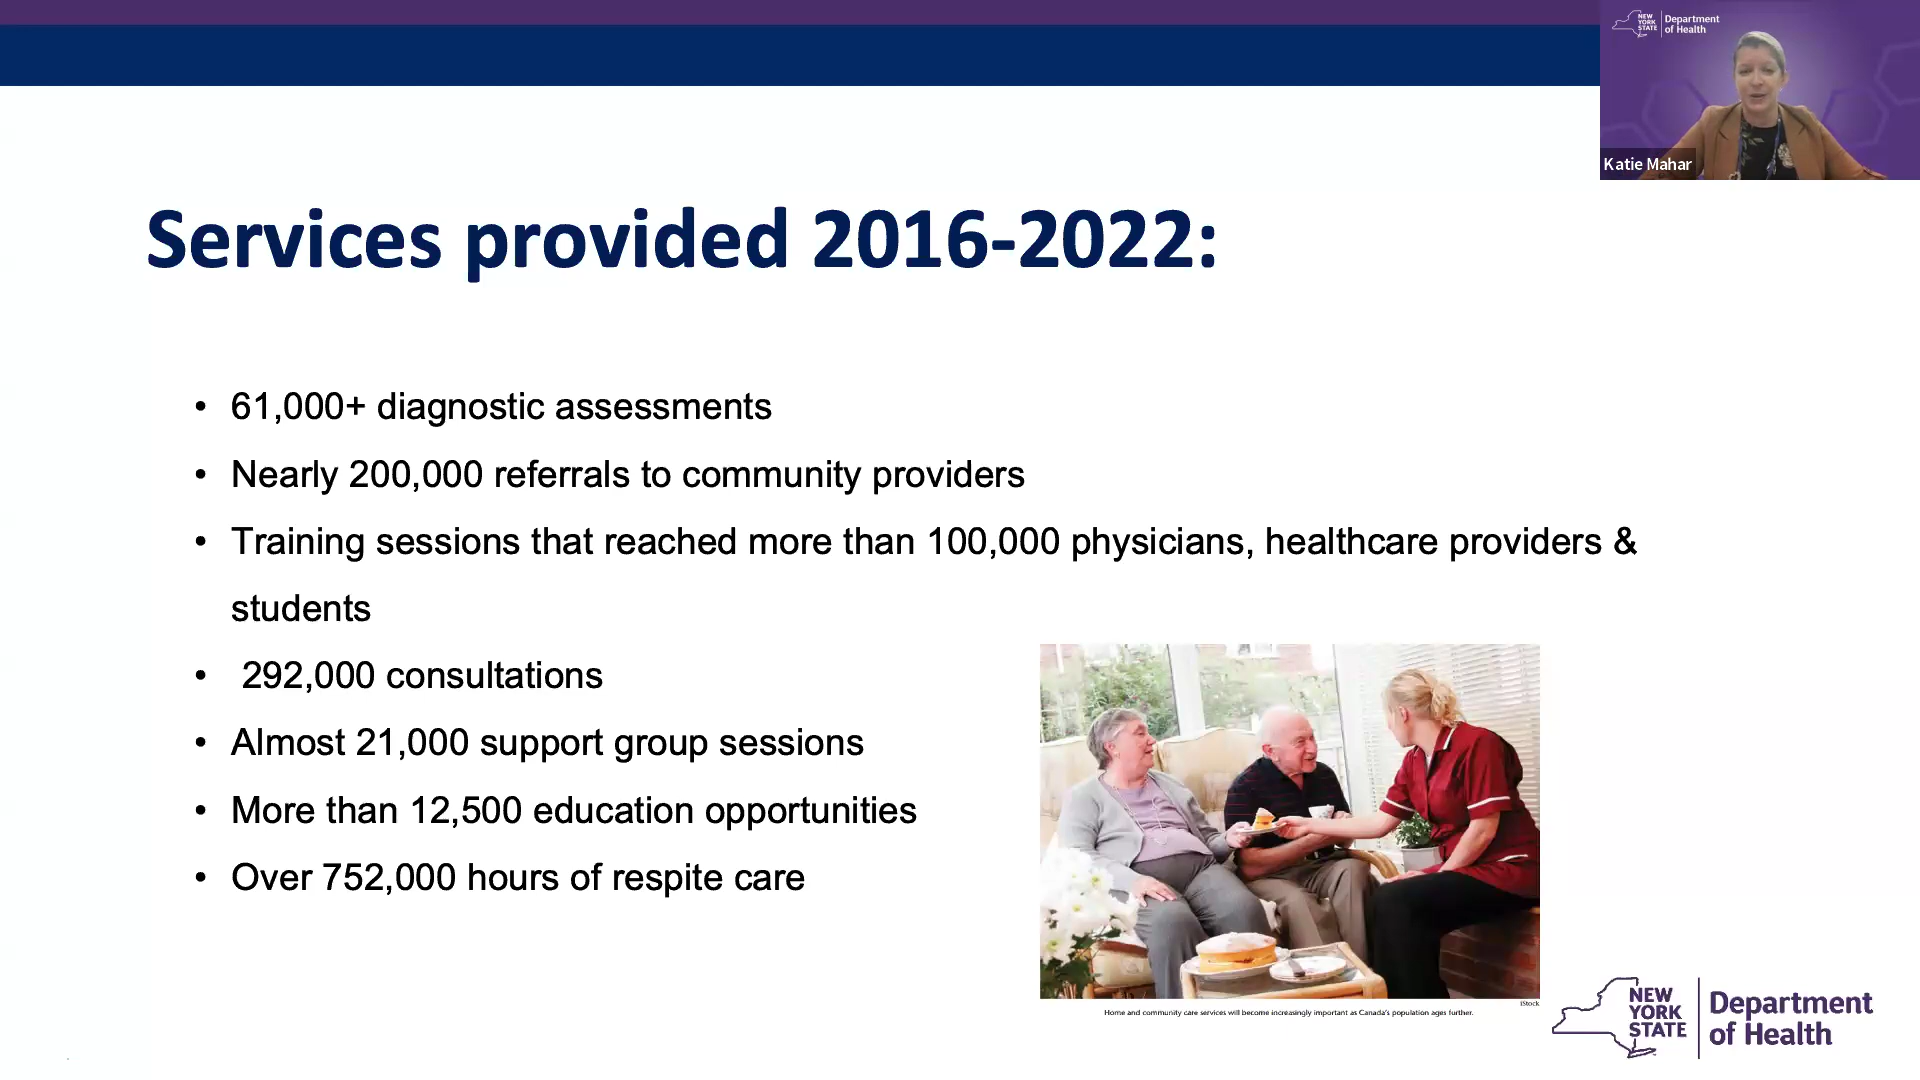 NEW
YORK
STATE
Department
of Health
Katie Mahar
Services provided 2016-2022:
• 61,000+ diagnostic assessments
• Nearly 200,000 referrals to community providers
• Training sessions that reached more than 100,000 physicians, healthcare providers &
students
• 292,000 consultations
• Almost 21,000 support group sessions
• More than 12,500 education opportunities
• Over 752,000 hours of respite care
iStock
Home and community care services will become increasingly important as Canada's population ages further.
NEW
YORK
STATE
Department
of Health